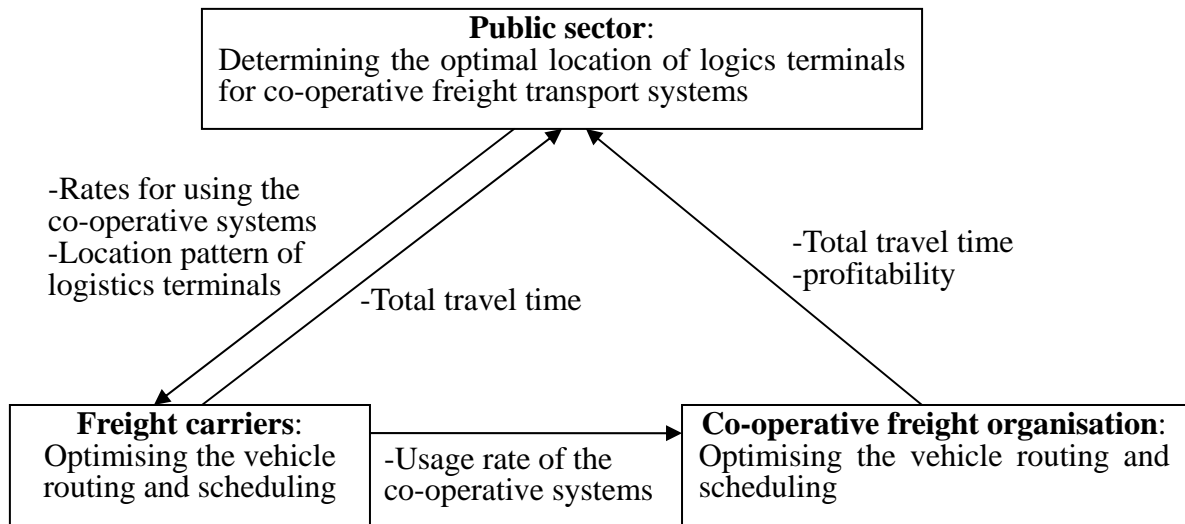 Public sector:
Determining the optimal location of logics terminals
for co-operative freight transport systems
-Rates for using the
co-operative systems
-Location pattern of
logistics terminals
-Total travel time
-Total travel time
-profitability
Freight carriers:
Optimising the vehicle
routing and scheduling
-Usage rate of the
co-operative systems
Co-operative freight organisation:
Optimising the vehicle routing and
scheduling